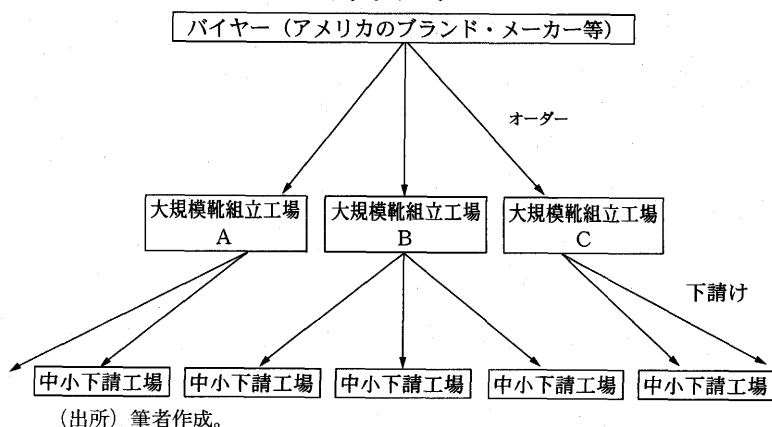 バイヤー（アメリカのブランド・メーカー等）
オーダー
大規模靴組立工場
A
大規模靴組立工場
B
大規模靴組立工場
C
下請け
中小下請工場
中小下請工場
中小下請工場
中小下請工場
中小下請工場
（出所）筆者作成。